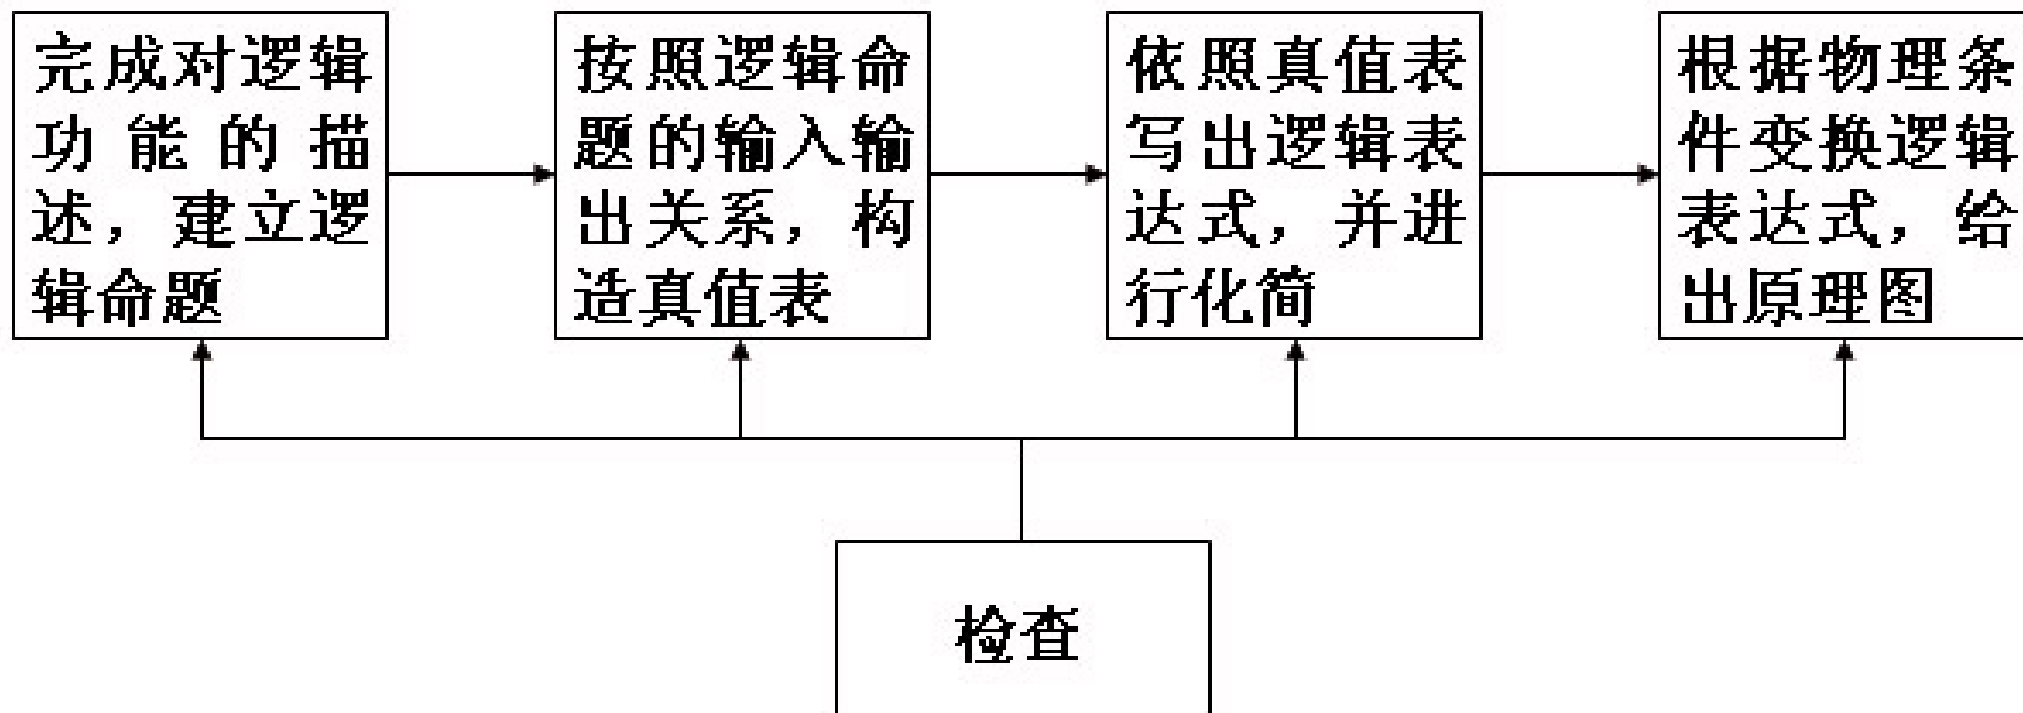 完成对逻辑
功能的描
述，建立逻
辑命题
按照逻辑命
题的输入输
出关系，构
造真值表
依照真值表
写出逻辑表
达式，并进
行化简
根据物理条
件变换逻辑
表达式，给
出原理图
检查